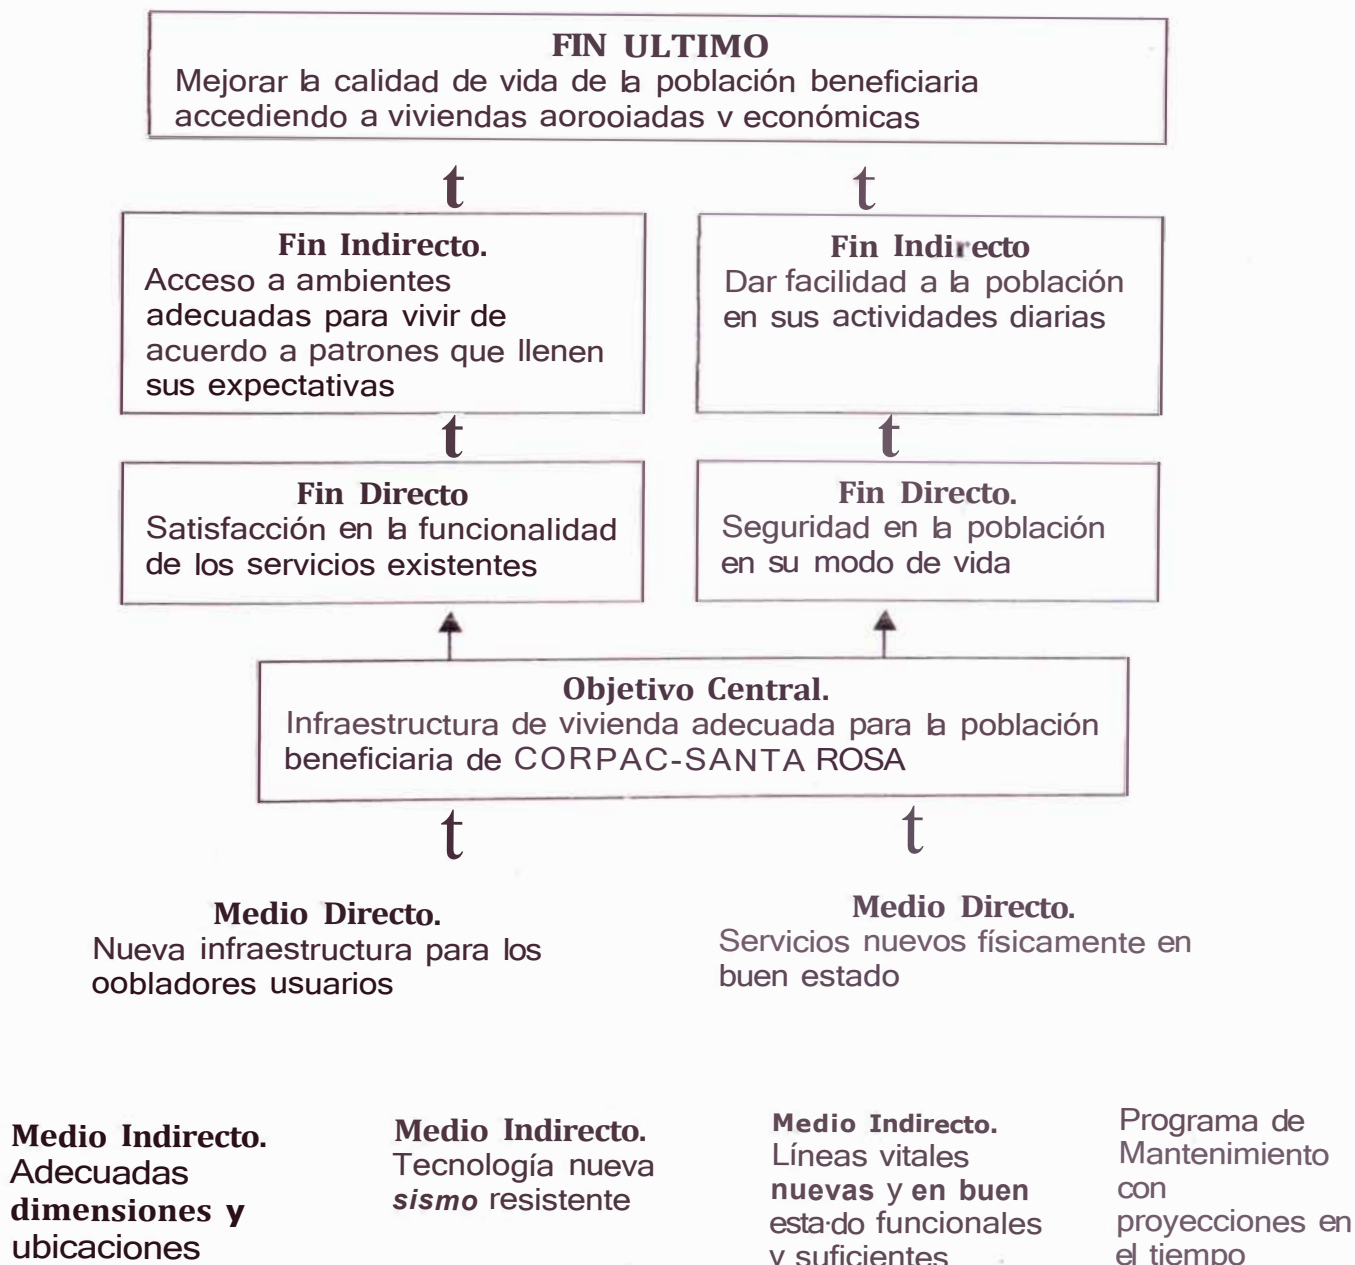 FIN ULTIMO
Mejorar la calidad de vida de la población beneficiaria
accediendo a viviendas aorooiadas v económicas
t
t
Fin Indirecto.
Acceso a ambientes
adecuadas para vivir de
acuerdo a patrones que llenen
sus expectativas
Fin Indirecto
Dar facilidad a la población
en sus actividades diarias
t
t
Fin Directo
Satisfacción en la funcionalidad
de los servicios existentes
Fin Directo.
Seguridad en la población
en su modo de vida
Objetivo Central.
Infraestructura de vivienda adecuada para la población
beneficiaria de CORPAC-SANTA ROSA
t
t
Medio Directo.
Nueva infraestructura para los
oobladores usuarios
Medio Directo.
Servicios nuevos físicamente en
buen estado
Medio Indirecto.
Adecuadas
dimensiones y
ubicaciones
Medio Indirecto.
Tecnología nueva
sismo resistente
Medio Indirecto.
Líneas vitales
nuevas y en buen
esta·do funcionales
y suficientes
Programa de
Mantenimiento
con
proyecciones en
el tiempo